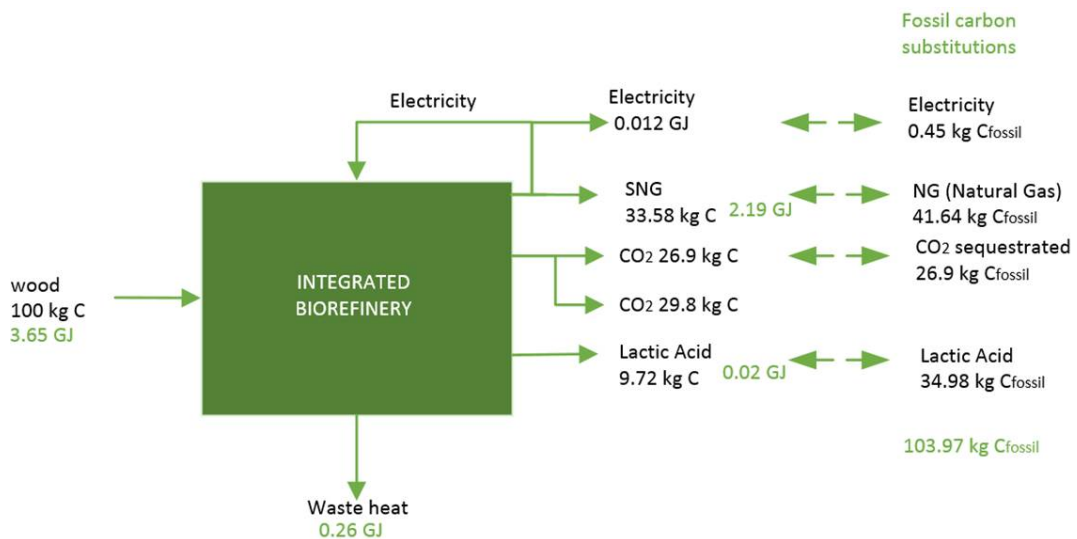 Fossil carbon
substitutions
Electricity
Electricity
0.012 GJ
Electricity
0.45 kg Cfossil
SNG
33.58 kg C
2.19 GJ
NG (Natural Gas)
41.64 kg Cfossil
CO2 26.9 kg C
CO2 sequestrated
26.9 kg Cfossil
wood
100 kg C
3.65 GJ
INTEGRATED
BIOREFINERY
CO2 29.8 kg C
Lactic Acid
9.72 kg C
0.02 GJ
Lactic Acid
34.98 kg Cfossil
103.97 kg Cfossil
Waste heat
0.26 GJ